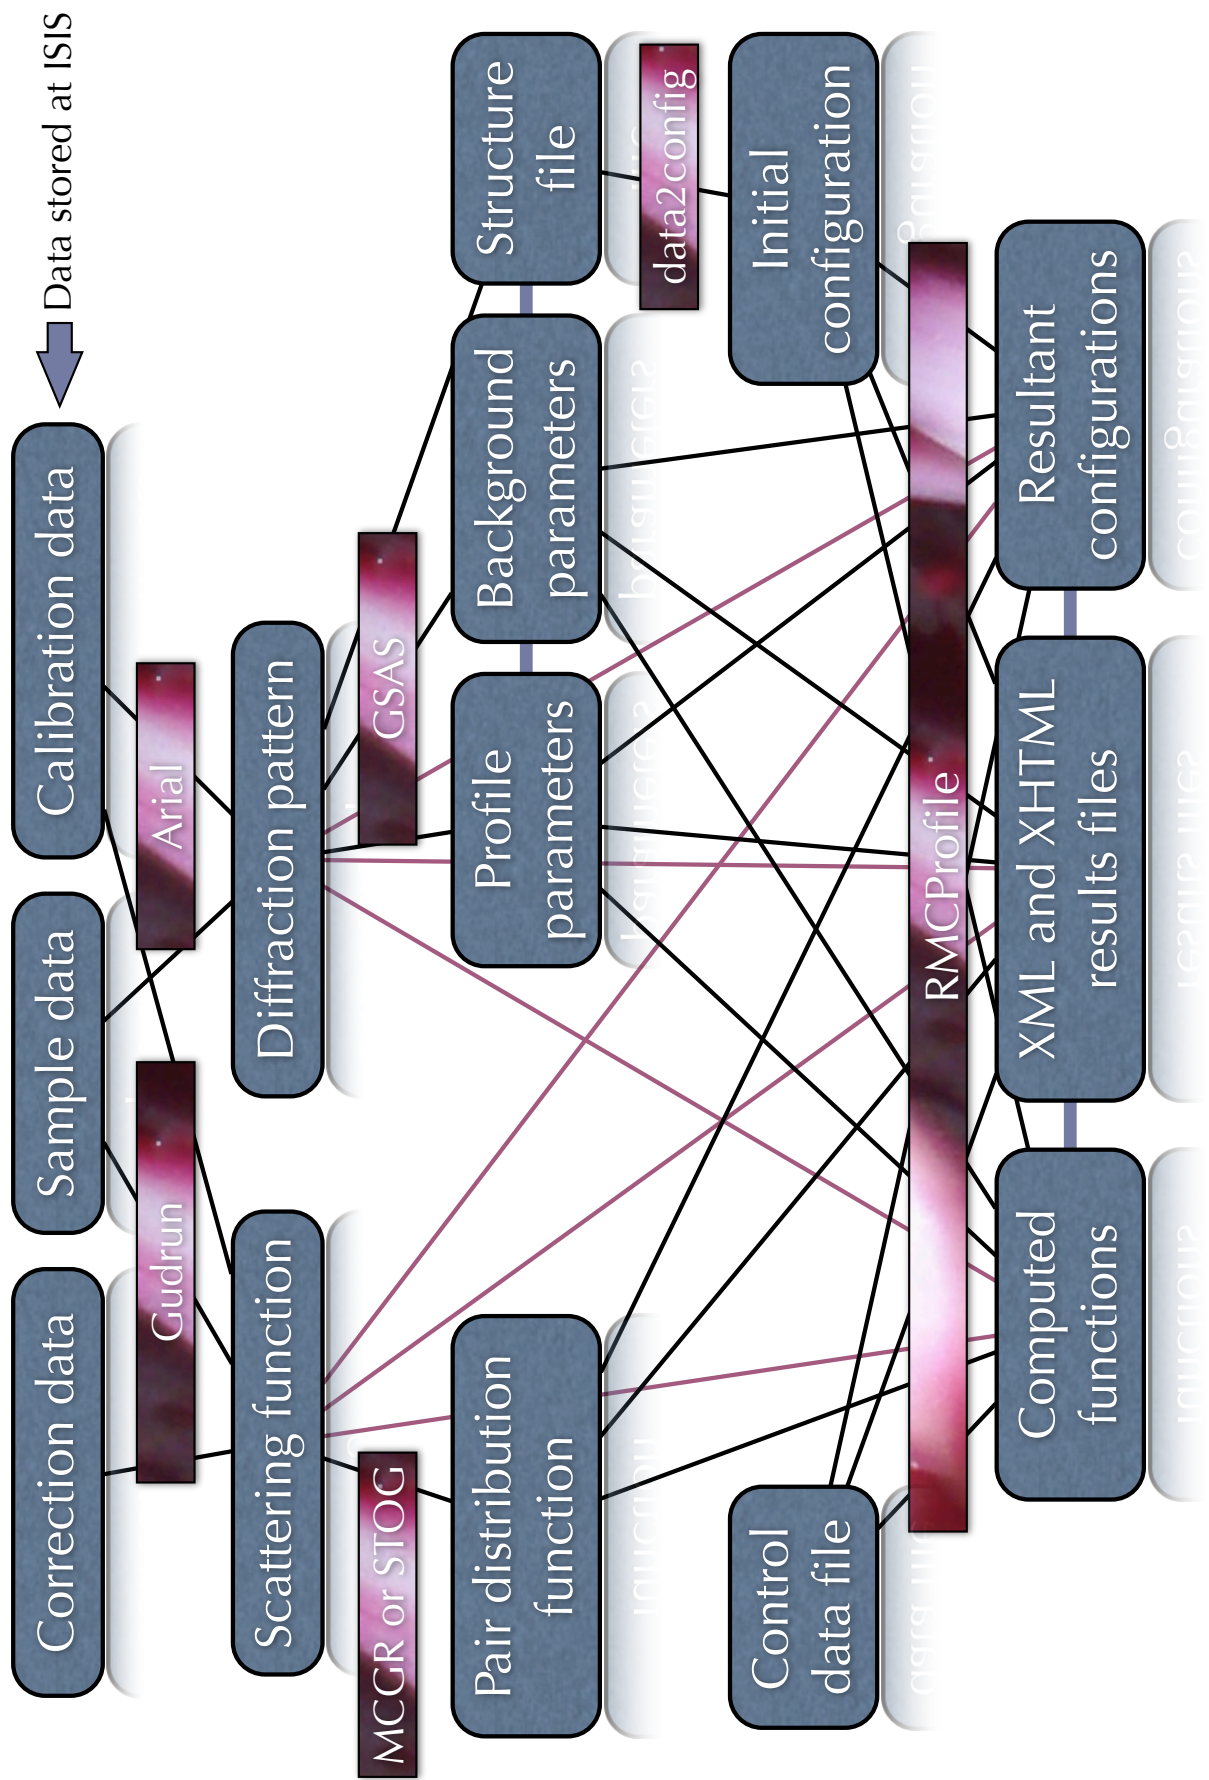 Correction data
Sample data
Calibration data
Data stored at ISIS
Gudrun
Arial
Scattering function
Diffraction pattern
MCGR or STOG
GSAS
Pair distribution
function
Profile
parameters
Background
parameters
Structure
file
data2config
Control
data file
Initial
configuration
RMCProfile
Computed
functions
XML and XHTML
results files
Resultant
configurations